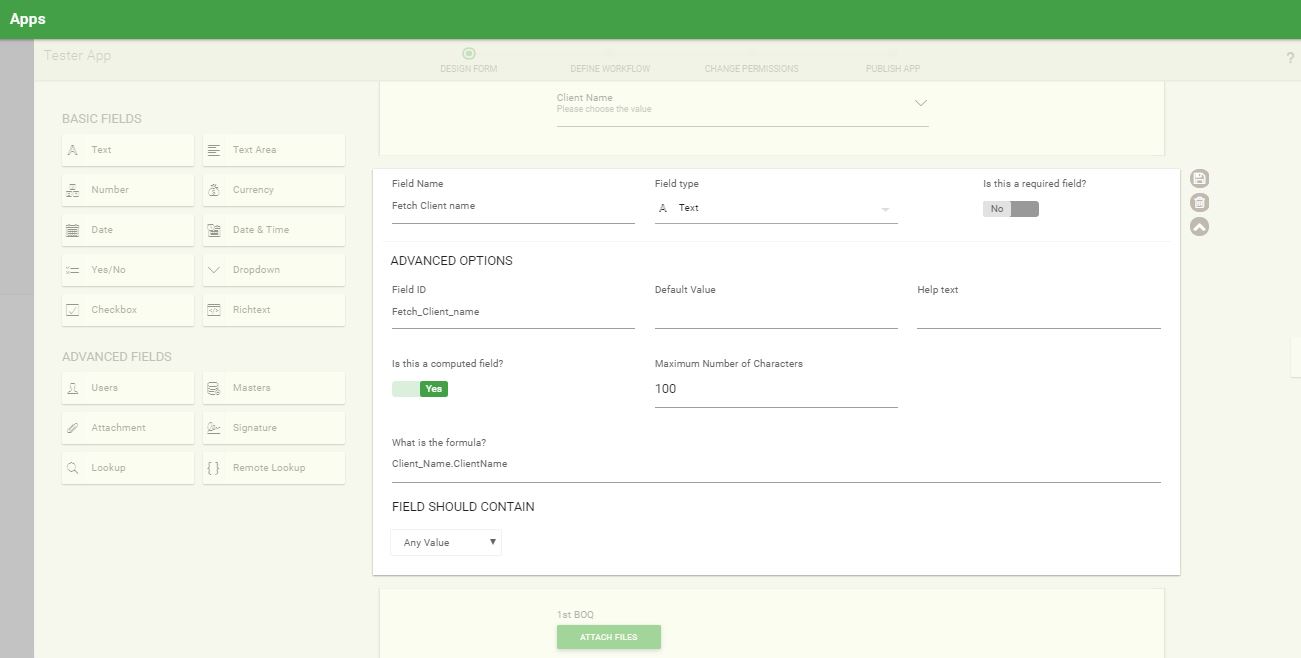 Apps
Tester App
DESIGN FORM
DEFINE WORKFLOW
CHANGE PERMISSIONS
PUBLISH APP
?
BASIC FIELDS
Text
Text Area
Number
Currency
Date
Date & Time
Yes/No
Dropdown
Checkbox
Richtext
ADVANCED FIELDS
Users
Masters
Attachment
Signature
Lookup
Remote Lookup
Client Name
Please choose the value
Field Name
Field type
Is this a required field?
Fetch Client name
A Text
No
ADVANCED OPTIONS
Field ID
Default Value
Help text
Fetch_Client_name
Is this a computed field?
Maximum Number of Characters
Yes
100
What is the formula?
Client_Name.ClientName
FIELD SHOULD CONTAIN
Any Value
1st BOQ
ATTACH FILES